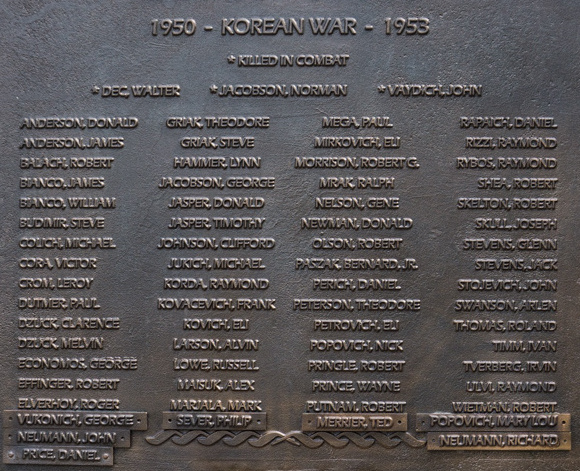 1950 - KOREAN WAR - 1953
* KILLED IN COMBAT
* DEC, WALTER * JACOBSON, NORMAN * VAYDICH, JOHN
ANDERSON, DONALD
ANDERSON, JAMES
BALACH, ROBERT
BIANCO, JAMES
BIANCO, WILLIAM
BUDIMIR, STEVE
COLICH, MICHAEL
CORA, VICTOR
CROM, LEROY
DUTMER, PAUL
DZUCK, CLARENCE
DZUCK, MELVIN
ECONOMOS, GEORGE
EFFINGER, ROBERT
ELVERHOY, ROGER
VUKONICH, GEORGE
NEUMANN, JOHN
PRICE, DANIEL
GRIAK, THEODORE
GRIAK, STEVE
HAMMER, LYNN
JACOBSON, GEORGE
JASPER, DONALD
JASPER, TIMOTHY
JOHNSON, CLIFFORD
JUKICH, MICHAEL
KORDA, RAYMOND
KOVACEVICH, FRANK
KOVICH, ELI
LARSON, ALVIN
LOWE, RUSSELL
MAISUK, ALEX
MARJALA, MARK
SEVER, PHILIP
MEGA, PAUL
MIRKOVICH, ELI
MORRISON, ROBERT G.
MRAK, RALPH
NELSON, GENE
NEWMAN, DONALD
OLSON, ROBERT
PASZAK, BERNARD, JR.
PERICH, DANIEL
PETERSON, THEODORE
PETROVICH, ELI
POPOVICH, NICK
PRINGLE, ROBERT
PRINCE, WAYNE
PUTNAM, ROBERT
MERRIER, TED
RAPAICH, DANIEL
RIZZI, RAYMOND
RYBOS, RAYMOND
SHEA, ROBERT
SKELTON, ROBERT
SKULL, JOSEPH
STEVENS, GLENN
STEVENS, JACK
STOJEVICH, JOHN
SWANSON, ARLEN
THOMAS, ROLAND
TIMM, IVAN
TVERBERG, IRVIN
ULVI, RAYMOND
WIETMAN, ROBERT
POPOVICH, MARY LOU
NEUMANN, RICHARD